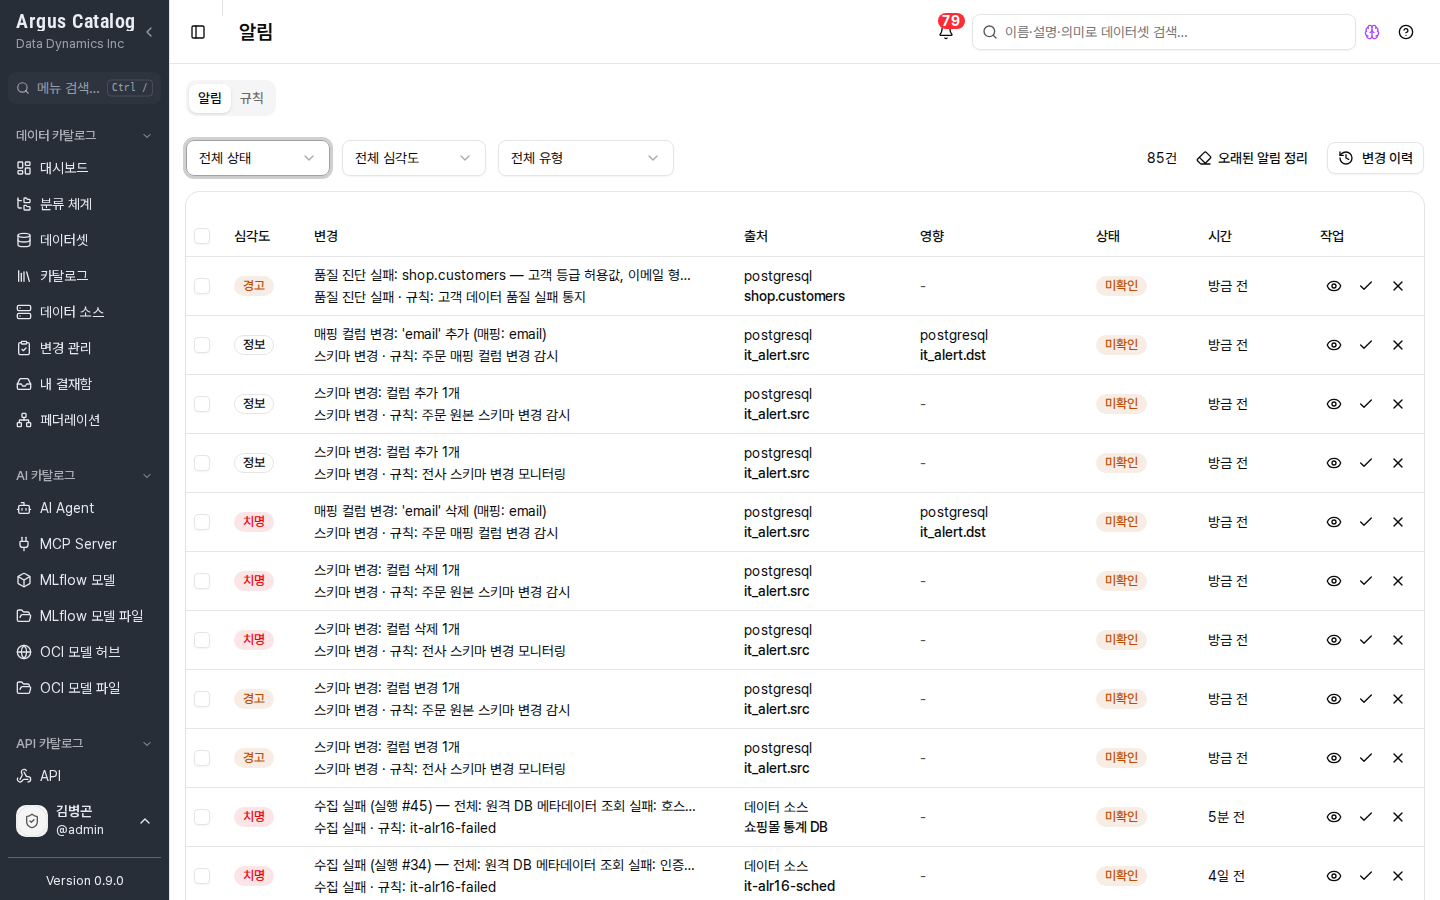 Argus Catalog
Data Dynamics Inc
메뉴 검색... Ctrl /
데이터 카탈로그
대시보드
분류 체계
데이터셋
카탈로그
데이터 소스
변경 관리
내 결재함
페더레이션
AI 카탈로그
AI Agent
MCP Server
MLflow 모델
MLflow 모델 파일
OCI 모델 허브
OCI 모델 파일
API 카탈로그
API
김병곤
@admin
Version 0.9.0
알림
79
이름·설명·의미로 데이터셋 검색...
알림 규칙
전체 상태 전체 심각도 전체 유형 85건 오래된 알림 정리 변경 이력
심각도 변경 출처 영향 상태 시간 작업
경고 품질 진단 실패: shop.customers — 고객 등급 허용값, 이메일 형... postgresql - 미확인 방금 전
품질 진단 실패 · 규칙: 고객 데이터 품질 실패 통지 shop.customers
정보 매핑 컬럼 변경: 'email' 추가 (매핑: email) postgresql postgresql 미확인 방금 전
스키마 변경 · 규칙: 주문 매핑 컬럼 변경 감시 it_alert.src it_alert.dst
정보 스키마 변경: 컬럼 추가 1개 postgresql - 미확인 방금 전
스키마 변경 · 규칙: 주문 원본 스키마 변경 감시 it_alert.src
정보 스키마 변경: 컬럼 추가 1개 postgresql - 미확인 방금 전
스키마 변경 · 규칙: 전사 스키마 변경 모니터링 it_alert.src
치명 매핑 컬럼 변경: 'email' 삭제 (매핑: email) postgresql postgresql 미확인 방금 전
스키마 변경 · 규칙: 주문 매핑 컬럼 변경 감시 it_alert.src it_alert.dst
치명 스키마 변경: 컬럼 삭제 1개 postgresql - 미확인 방금 전
스키마 변경 · 규칙: 주문 원본 스키마 변경 감시 it_alert.src
치명 스키마 변경: 컬럼 삭제 1개 postgresql - 미확인 방금 전
스키마 변경 · 규칙: 전사 스키마 변경 모니터링 it_alert.src
경고 스키마 변경: 컬럼 변경 1개 postgresql - 미확인 방금 전
스키마 변경 · 규칙: 주문 원본 스키마 변경 감시 it_alert.src
경고 스키마 변경: 컬럼 변경 1개 postgresql - 미확인 방금 전
스키마 변경 · 규칙: 전사 스키마 변경 모니터링 it_alert.src
치명 수집 실패 (실행 #45) — 전체: 원격 DB 메타데이터 조회 실패: 호스... 데이터 소스 - 미확인 5분 전
수집 실패 · 규칙: it-alr16-failed 쇼핑몰 통계 DB
치명 수집 실패 (실행 #34) — 전체: 원격 DB 메타데이터 조회 실패: 인증... 데이터 소스 - 미확인 4일 전
수집 실패 · 규칙: it-alr16-failed it-alr16-sched